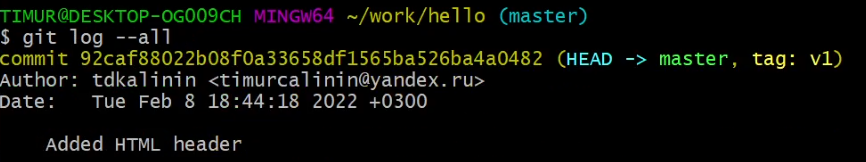 TIMUR@DESKTOP-OG009CH MINGW64 ~/work/hello (master)
$ git log --all
commit 92caf88022b08f0a33658df1565ba526ba4a0482 (HEAD -> master, tag: v1)
Author: tdkalinin <timurcalinin@yandex.ru>
Date:   Tue Feb 8 18:44:18 2022 +0300
    Added HTML header